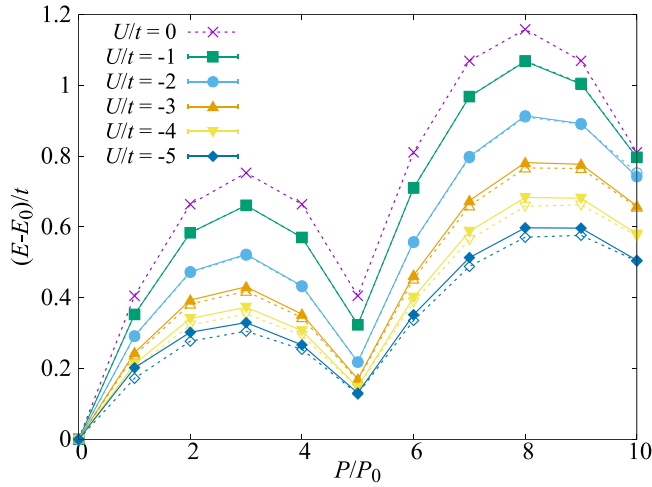 1.2
1
0.8
0.6
0.4
0.2
0
(E-E0)/t
U/t = 0
U/t = -1
U/t = -2
U/t = -3
U/t = -4
U/t = -5
0 2 4 6 8 10
P/P0